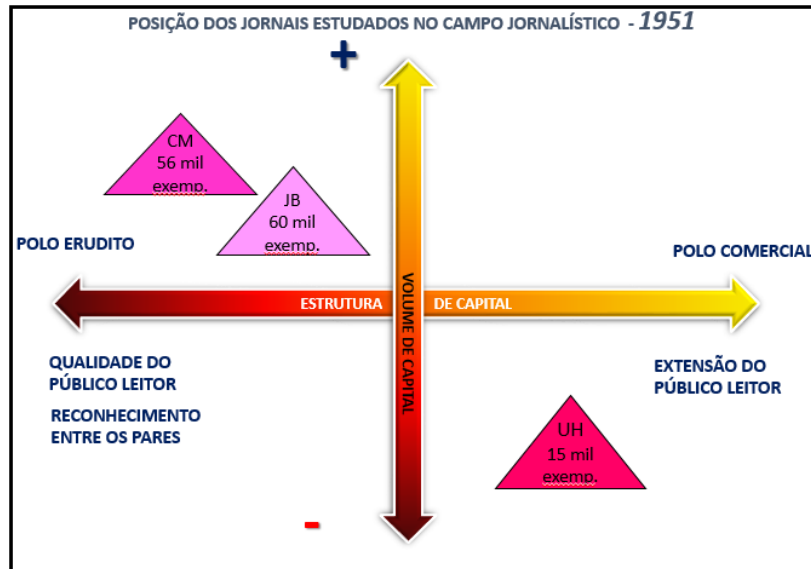 POSIÇÃO DOS JORNAIS ESTUDADOS NO CAMPO JORNALÍSTICO - 1951
+
CM
56 mil
exemp.
JB
60 mil
exemp.
POLO ERUDITO
POLO COMERCIAL
ESTRUTURA DE CAPITAL
VOLUME DE CAPITAL
QUALIDADE DO
PÚBLICO LEITOR
RECONHECIMENTO
ENTRE OS PARES
EXTENSÃO DO
PÚBLICO LEITOR
UH
15 mil
exemp.
-